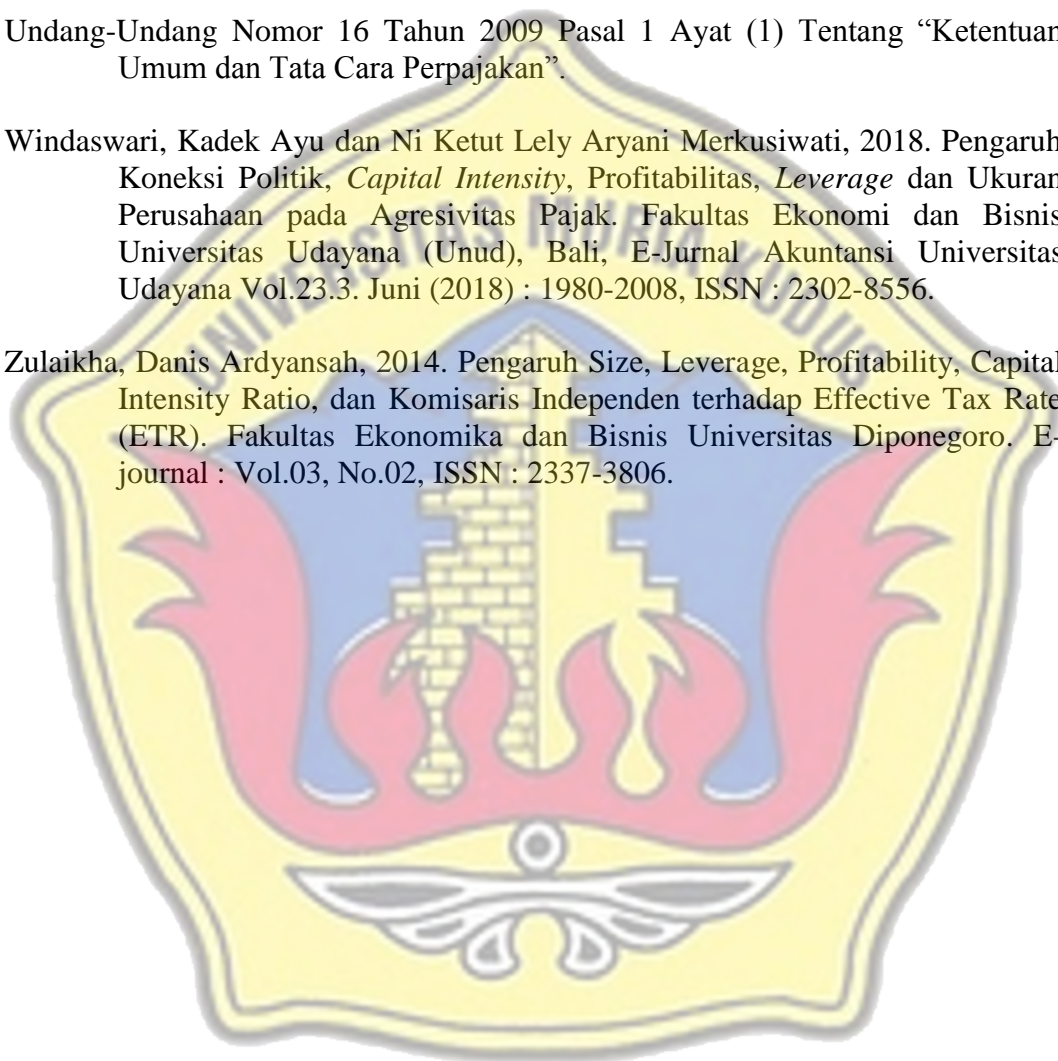 Undang-Undang Nomor 16 Tahun 2009 Pasal 1 Ayat (1) Tentang “Ketentuan
Umum dan Tata Cara Perpajakan”.
Windaswari, Kadek Ayu dan Ni Ketut Lely Aryani Merkusiwati, 2018. Pengaruh
Koneksi Politik, Capital Intensity, Profitabilitas, Leverage dan Ukuran
Perusahaan pada Agresivitas Pajak. Fakultas Ekonomi dan Bisnis
Universitas Udayana (Unud), Bali, E-Jurnal Akuntansi Universitas
Udayana Vol.23.3. Juni (2018) : 1980-2008, ISSN : 2302-8556.
Zulaikha, Danis Ardyansah, 2014. Pengaruh Size, Leverage, Profitability, Capital
Intensity Ratio, dan Komisaris Independen terhadap Effective Tax Rate
(ETR). Fakultas Ekonomika dan Bisnis Universitas Diponegoro. E-
journal : Vol.03, No.02, ISSN : 2337-3806.
UNIVERSITAS MURIA KUDUS